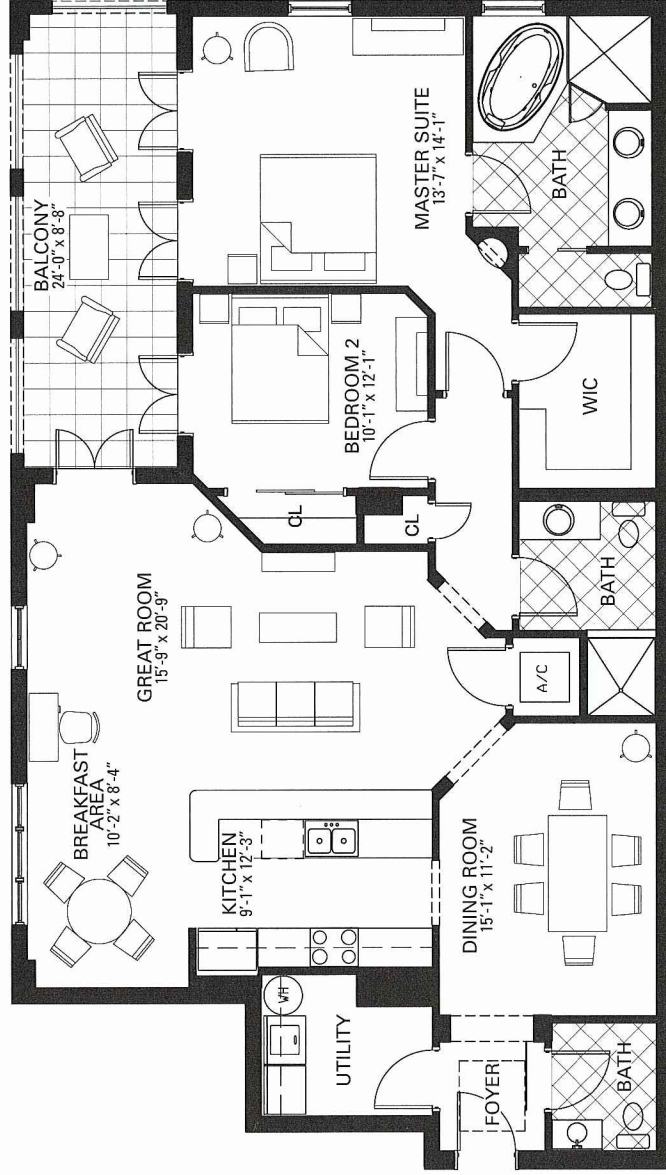 BALCONY
24'-0" x 8'-8"
MASTER SUITE
13'-7" x 14'-1"
BATH
BEDROOM 2
10'-1" x 12'-1"
WIC
CL
CL
BATH
GREAT ROOM
15'-9" x 20'-9"
A/C
BREAKFAST
AREA
10'-2" x 8'-4"
KITCHEN
9'-1" x 12'-3"
DINING ROOM
15'-1" x 11'-2"
WH
UTILITY
FOYER
BATH